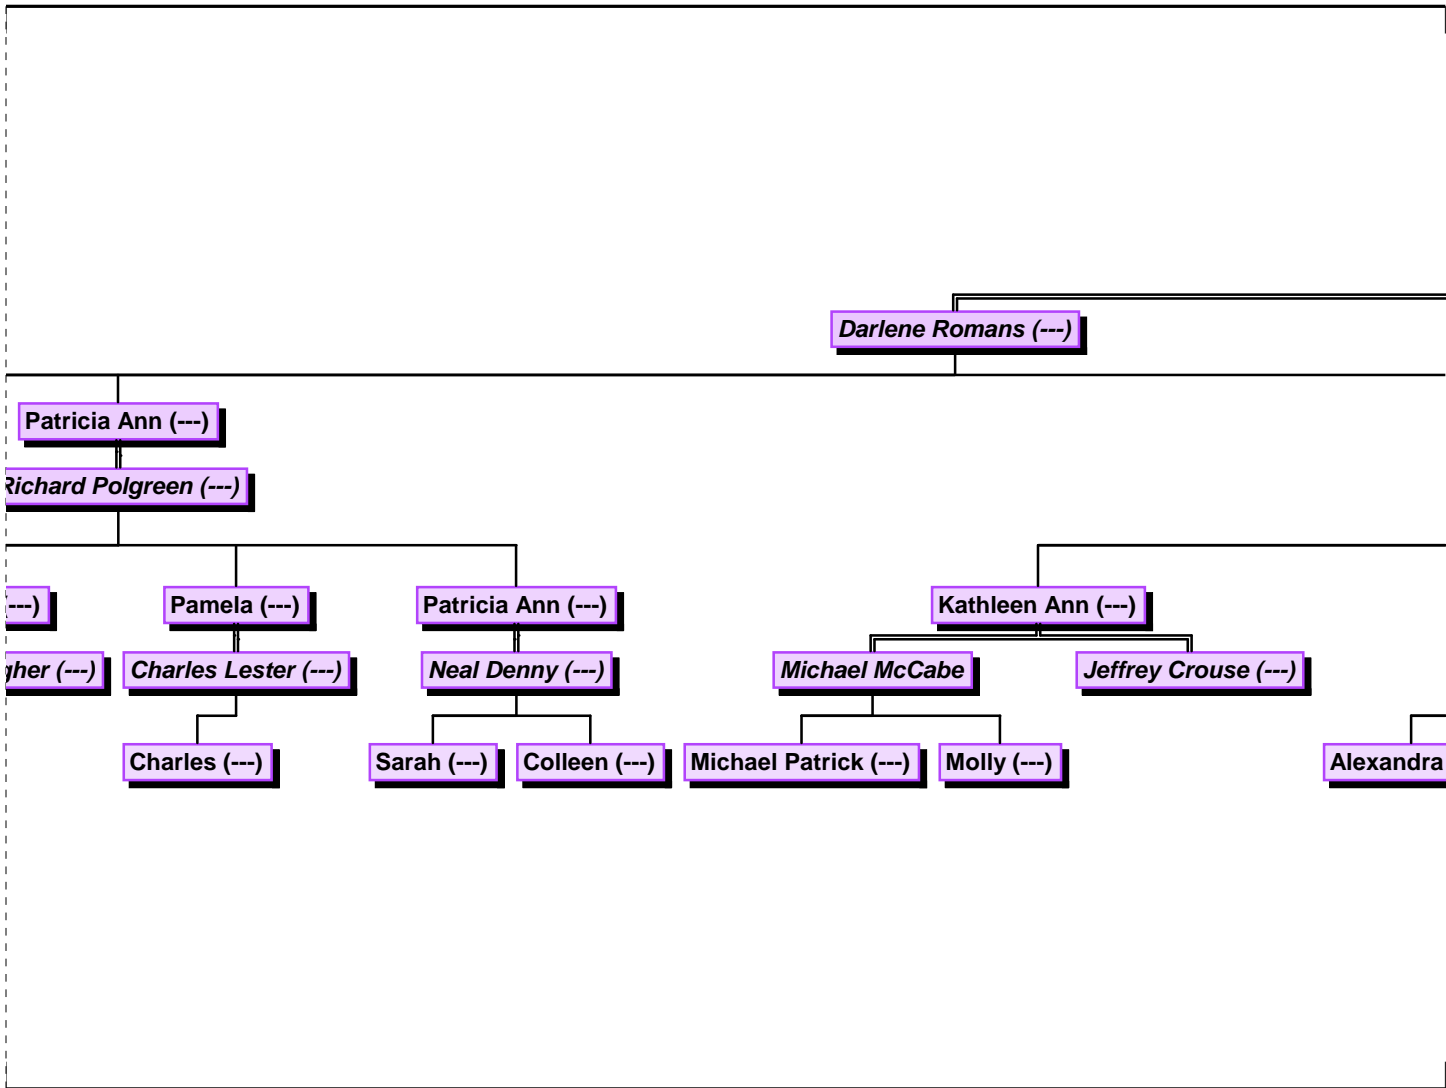 Darlene Romans (---)
Patricia Ann (---)
Richard Polgreen (---)
(---)
Pamela (---)
Patricia Ann (---)
Kathleen Ann (---)
(---)
Charles Lester (---)
Neal Denny (---)
Michael McCabe
Jeffrey Crouse (---)
Charles (---)
Sarah (---)
Colleen (---)
Michael Patrick (---)
Molly (---)
Alexandra